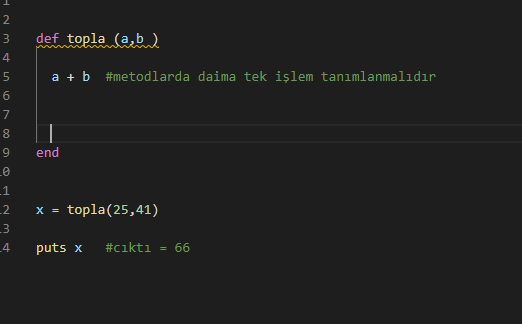 1
2
3 def topla (a,b )
4
5 a + b #metodlarda daima tek işlem tanımlanmalıdır
6
7
8
9 end
10
11
12 x = topla(25,41)
13
14 puts x #cıktı = 66